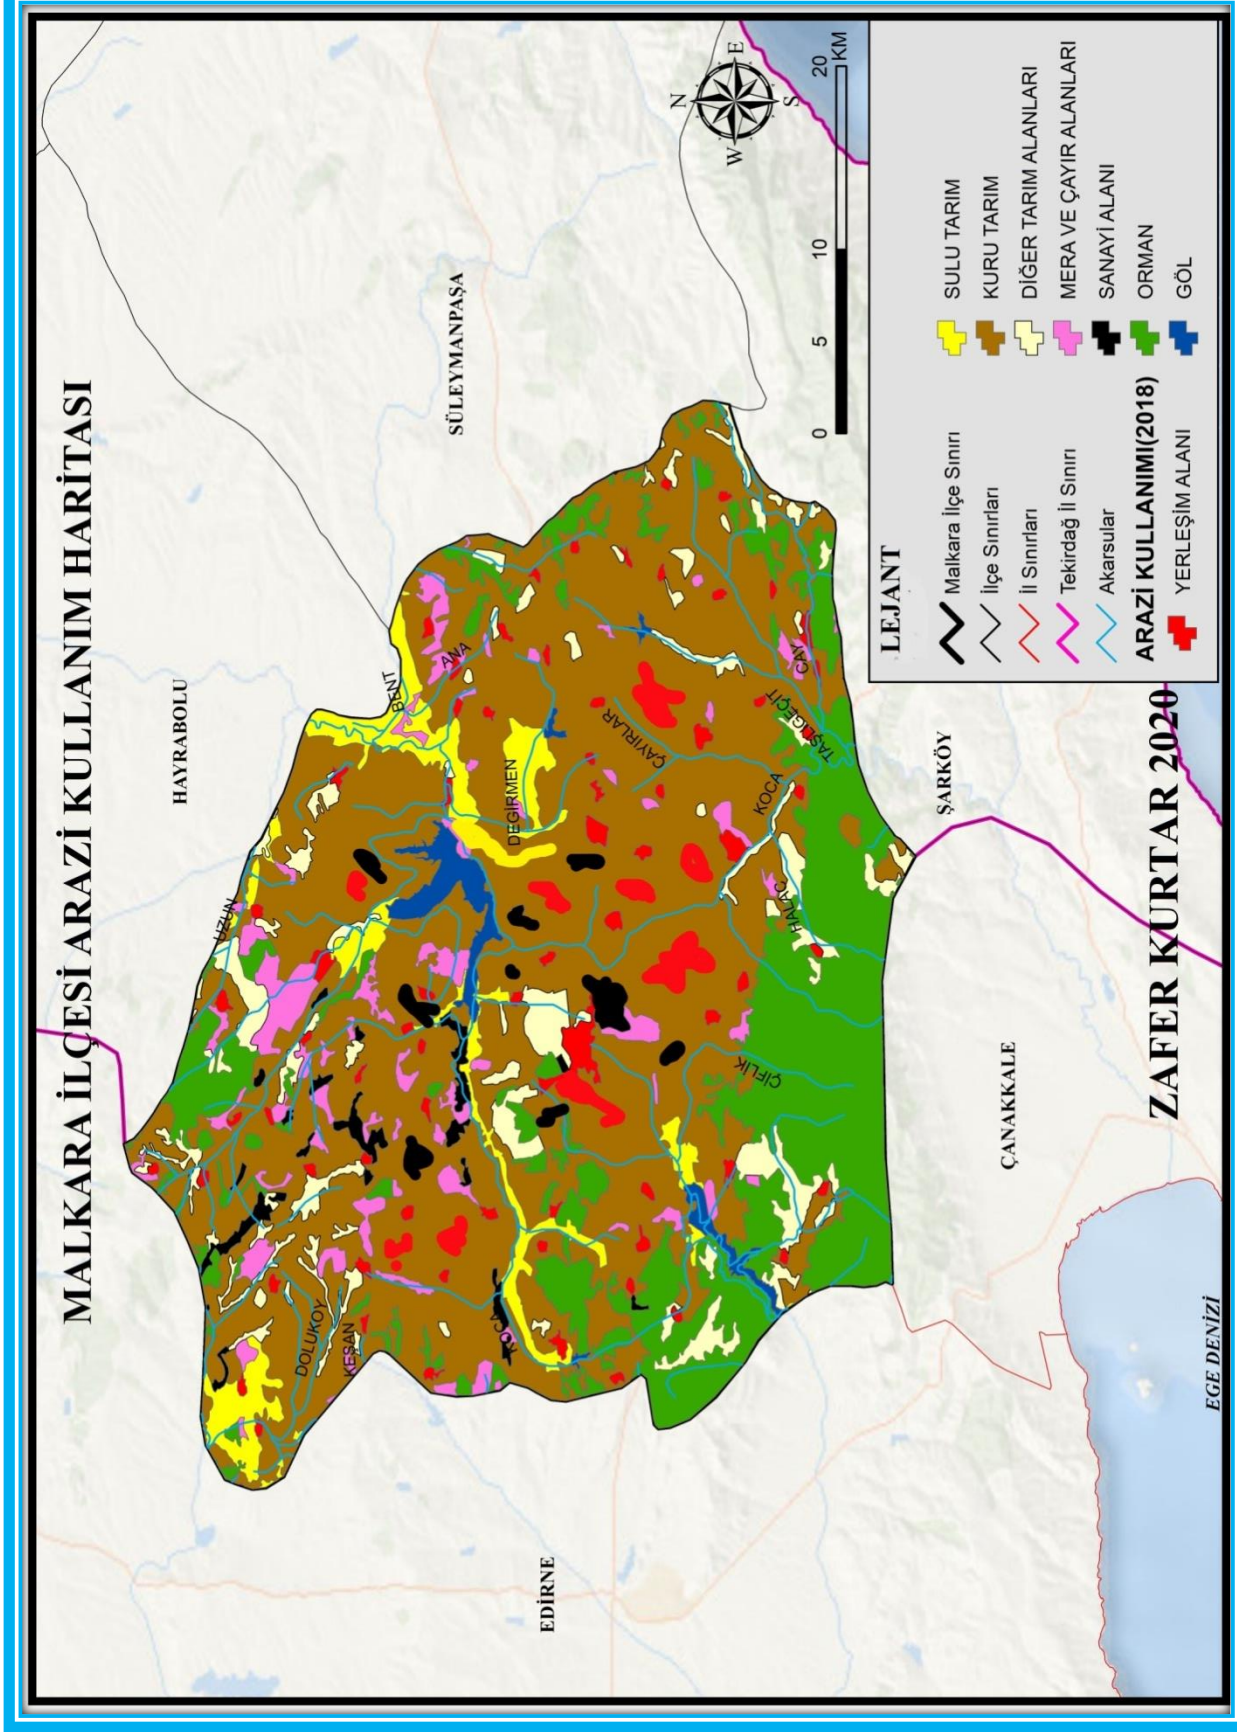 MALKARA İLÇESİ ARAZİ KULLANIM HARİTASI
HAYRABOLU
SÜLEYMANPAŞA
EDİRNE
ÇANAKKALE
ŞARKÖY
EGE DENİZİ
UZUN
BENT
ANA
DEĞİRMEN
ÇAYIRLAR
KOCA
TAŞLIGEÇİT
ÇAY
HALAÇ
ÇİFLİK
DOLUKOY
KEŞAN
KOCA
N
E
S
W
0 5 10 20 KM
LEJANT
Malkara İlçe Sınırı
İlçe Sınırları
İl Sınırları
Tekirdağ İl Sınırı
Akarsular
ARAZİ KULLANIMI(2018)
YERLEŞİM ALANI
SULU TARIM
KURU TARIM
DİĞER TARIM ALANLARI
MERA VE ÇAYIR ALANLARI
SANAYİ ALANI
ORMAN
GÖL
ZAFER KURTAR 2020